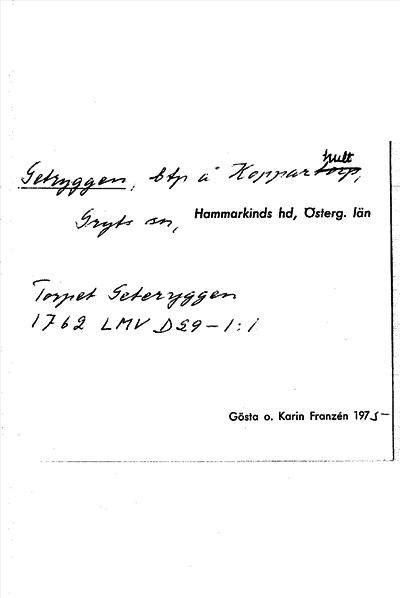 hult
Getryggen, btp å Koppartorp,
Gryts sn, Hammarkinds hd, Österg. län
Torpet Geteryggen
1762 LMV D59-1:1
Gösta o. Karin Franzén 1975